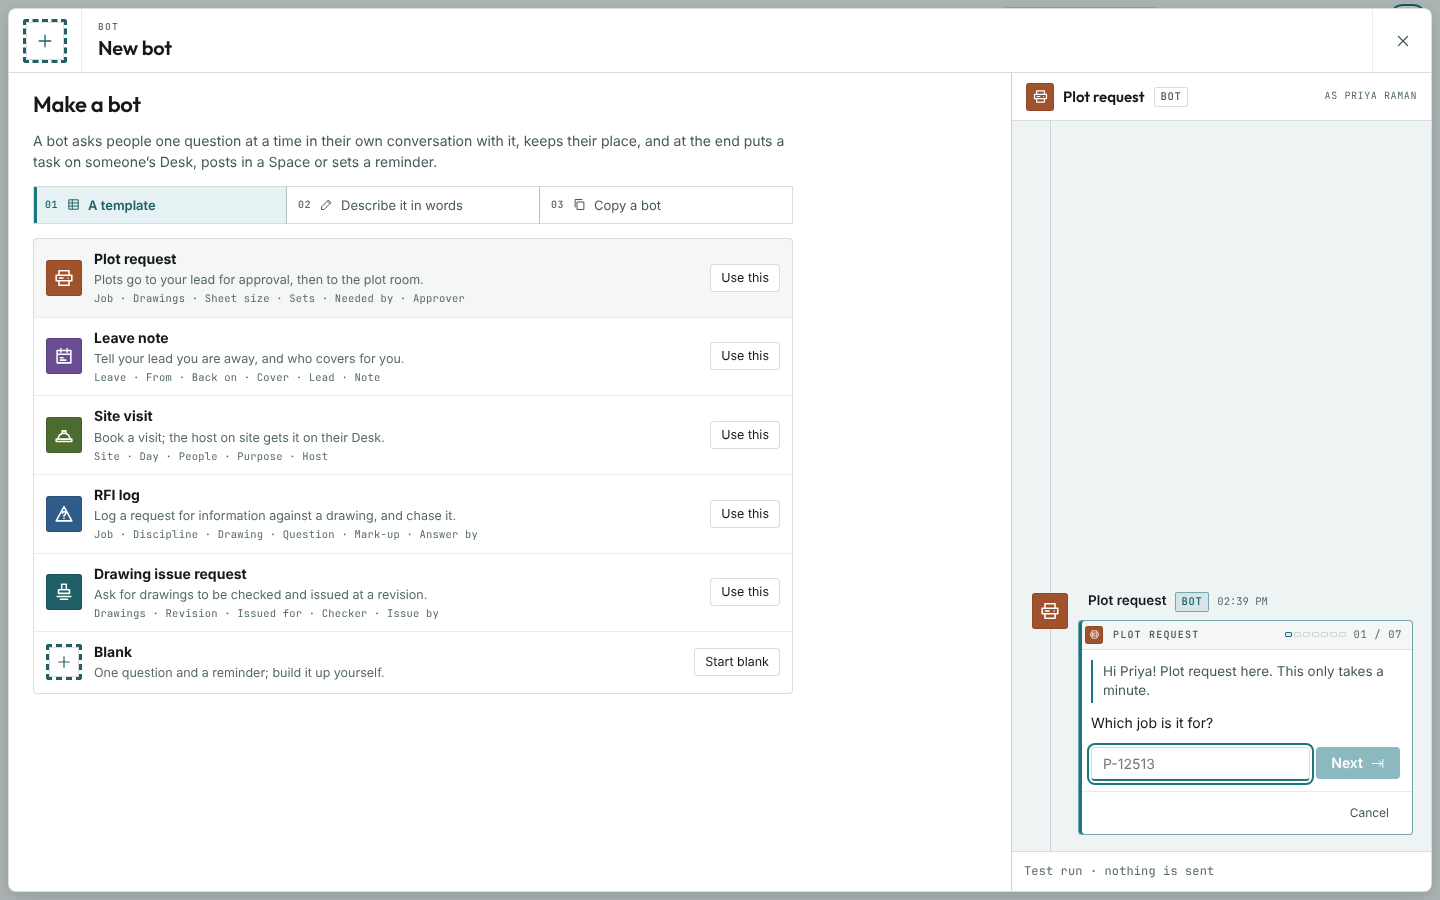 BOT
New bot
Make a bot
A bot asks people one question at a time in their own conversation with it, keeps their place, and at the end puts a
task on someone's Desk, posts in a Space or sets a reminder.
01 A template
02 Describe it in words
03 Copy a bot
Plot request
Plots go to your lead for approval, then to the plot room.
Job · Drawings · Sheet size · Sets · Needed by · Approver
Use this
Leave note
Tell your lead you are away, and who covers for you.
Leave · From · Back on · Cover · Lead · Note
Use this
Site visit
Book a visit; the host on site gets it on their Desk.
Site · Day · People · Purpose · Host
Use this
RFI log
Log a request for information against a drawing, and chase it.
Job · Discipline · Drawing · Question · Mark-up · Answer by
Use this
Drawing issue request
Ask for drawings to be checked and issued at a revision.
Drawings · Revision · Issued for · Checker · Issue by
Use this
Blank
One question and a reminder; build it up yourself.
Start blank
Plot request BOT AS PRIYA RAMAN
Plot request BOT 02:39 PM
PLOT REQUEST 01 / 07
Hi Priya! Plot request here. This only takes a
minute.
Which job is it for?
P-12513
Next
Cancel
Test run · nothing is sent